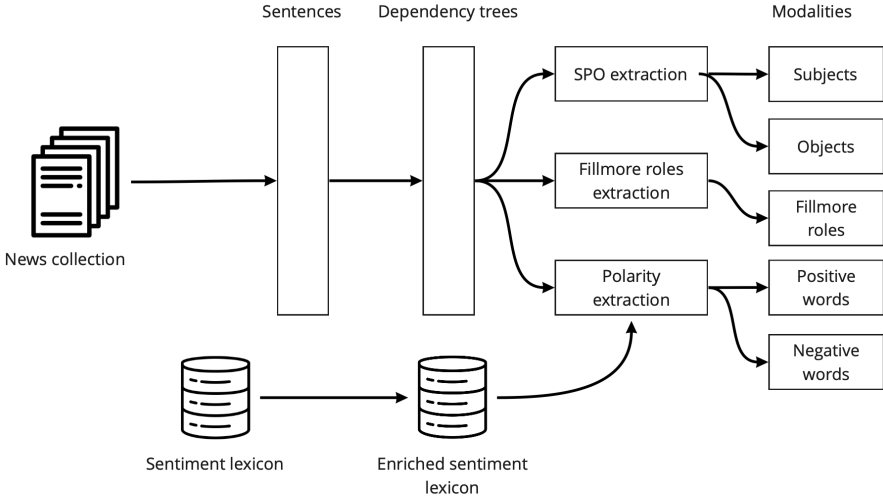 Sentences
Dependency trees
Modalities
SPO extraction
Subjects
Objects
Fillmore roles
extraction
Fillmore
roles
News collection
Polarity
extraction
Positive
words
Negative
words
Sentiment lexicon
Enriched sentiment
lexicon